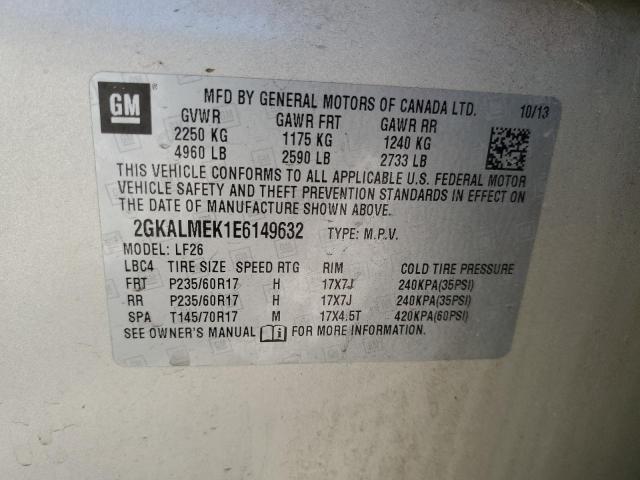 GM
MFD BY GENERAL MOTORS OF CANADA LTD. 10/13
GVWR GAWR FRT GAWR RR
2250 KG 1175 KG 1240 KG
4960 LB 2590 LB 2733 LB
THIS VEHICLE CONFORMS TO ALL APPLICABLE U.S. FEDERAL MOTOR
VEHICLE SAFETY AND THEFT PREVENTION STANDARDS IN EFFECT ON
THE DATE OF MANUFACTURE SHOWN ABOVE.
2GKALMEK1E6149632 TYPE: M.P.V.
MODEL: LF26
LBC4 TIRE SIZE SPEED RTG RIM COLD TIRE PRESSURE
FRT P235/60R17 H 17X7J 240KPA(35PSI)
RR P235/60R17 H 17X7J 240KPA(35PSI)
SPA T145/70R17 M 17X4.5T 420KPA(60PSI)
SEE OWNER'S MANUAL FOR MORE INFORMATION.